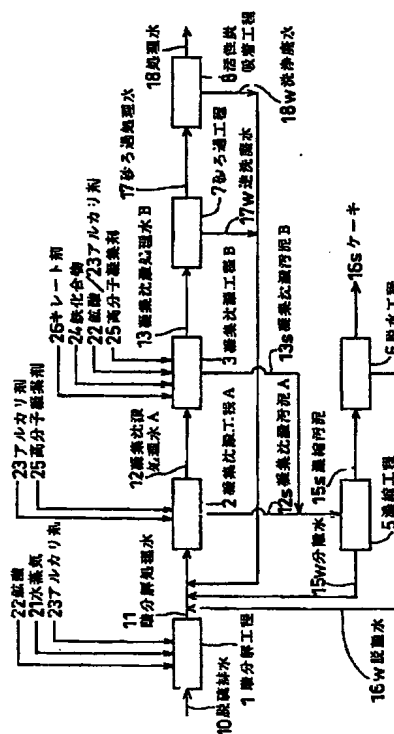 22鉱酸
21水蒸気
23アルカリ剤
10脱硫排水
1酸分解工程
11
酸分解処理水
23アルカリ剤
25高分子凝集剤
12凝集沈殿
処理水A
2凝集沈殿工程A
12s凝集沈殿汚泥A
26キレート剤
24鉄化合物
22鉱酸/23アルカリ剤
25高分子凝集剤
13凝集沈殿処理水B
3凝集沈殿工程B
13s凝集沈殿汚泥B
17砂ろ過処理水
7砂ろ過工程
17w逆洗廃水
18処理水
8活性炭
吸着工程
18w洗浄廃水
15w分離水
5濃縮工程
15s濃縮汚泥
16sケーキ
6脱水工程
16w脱離水